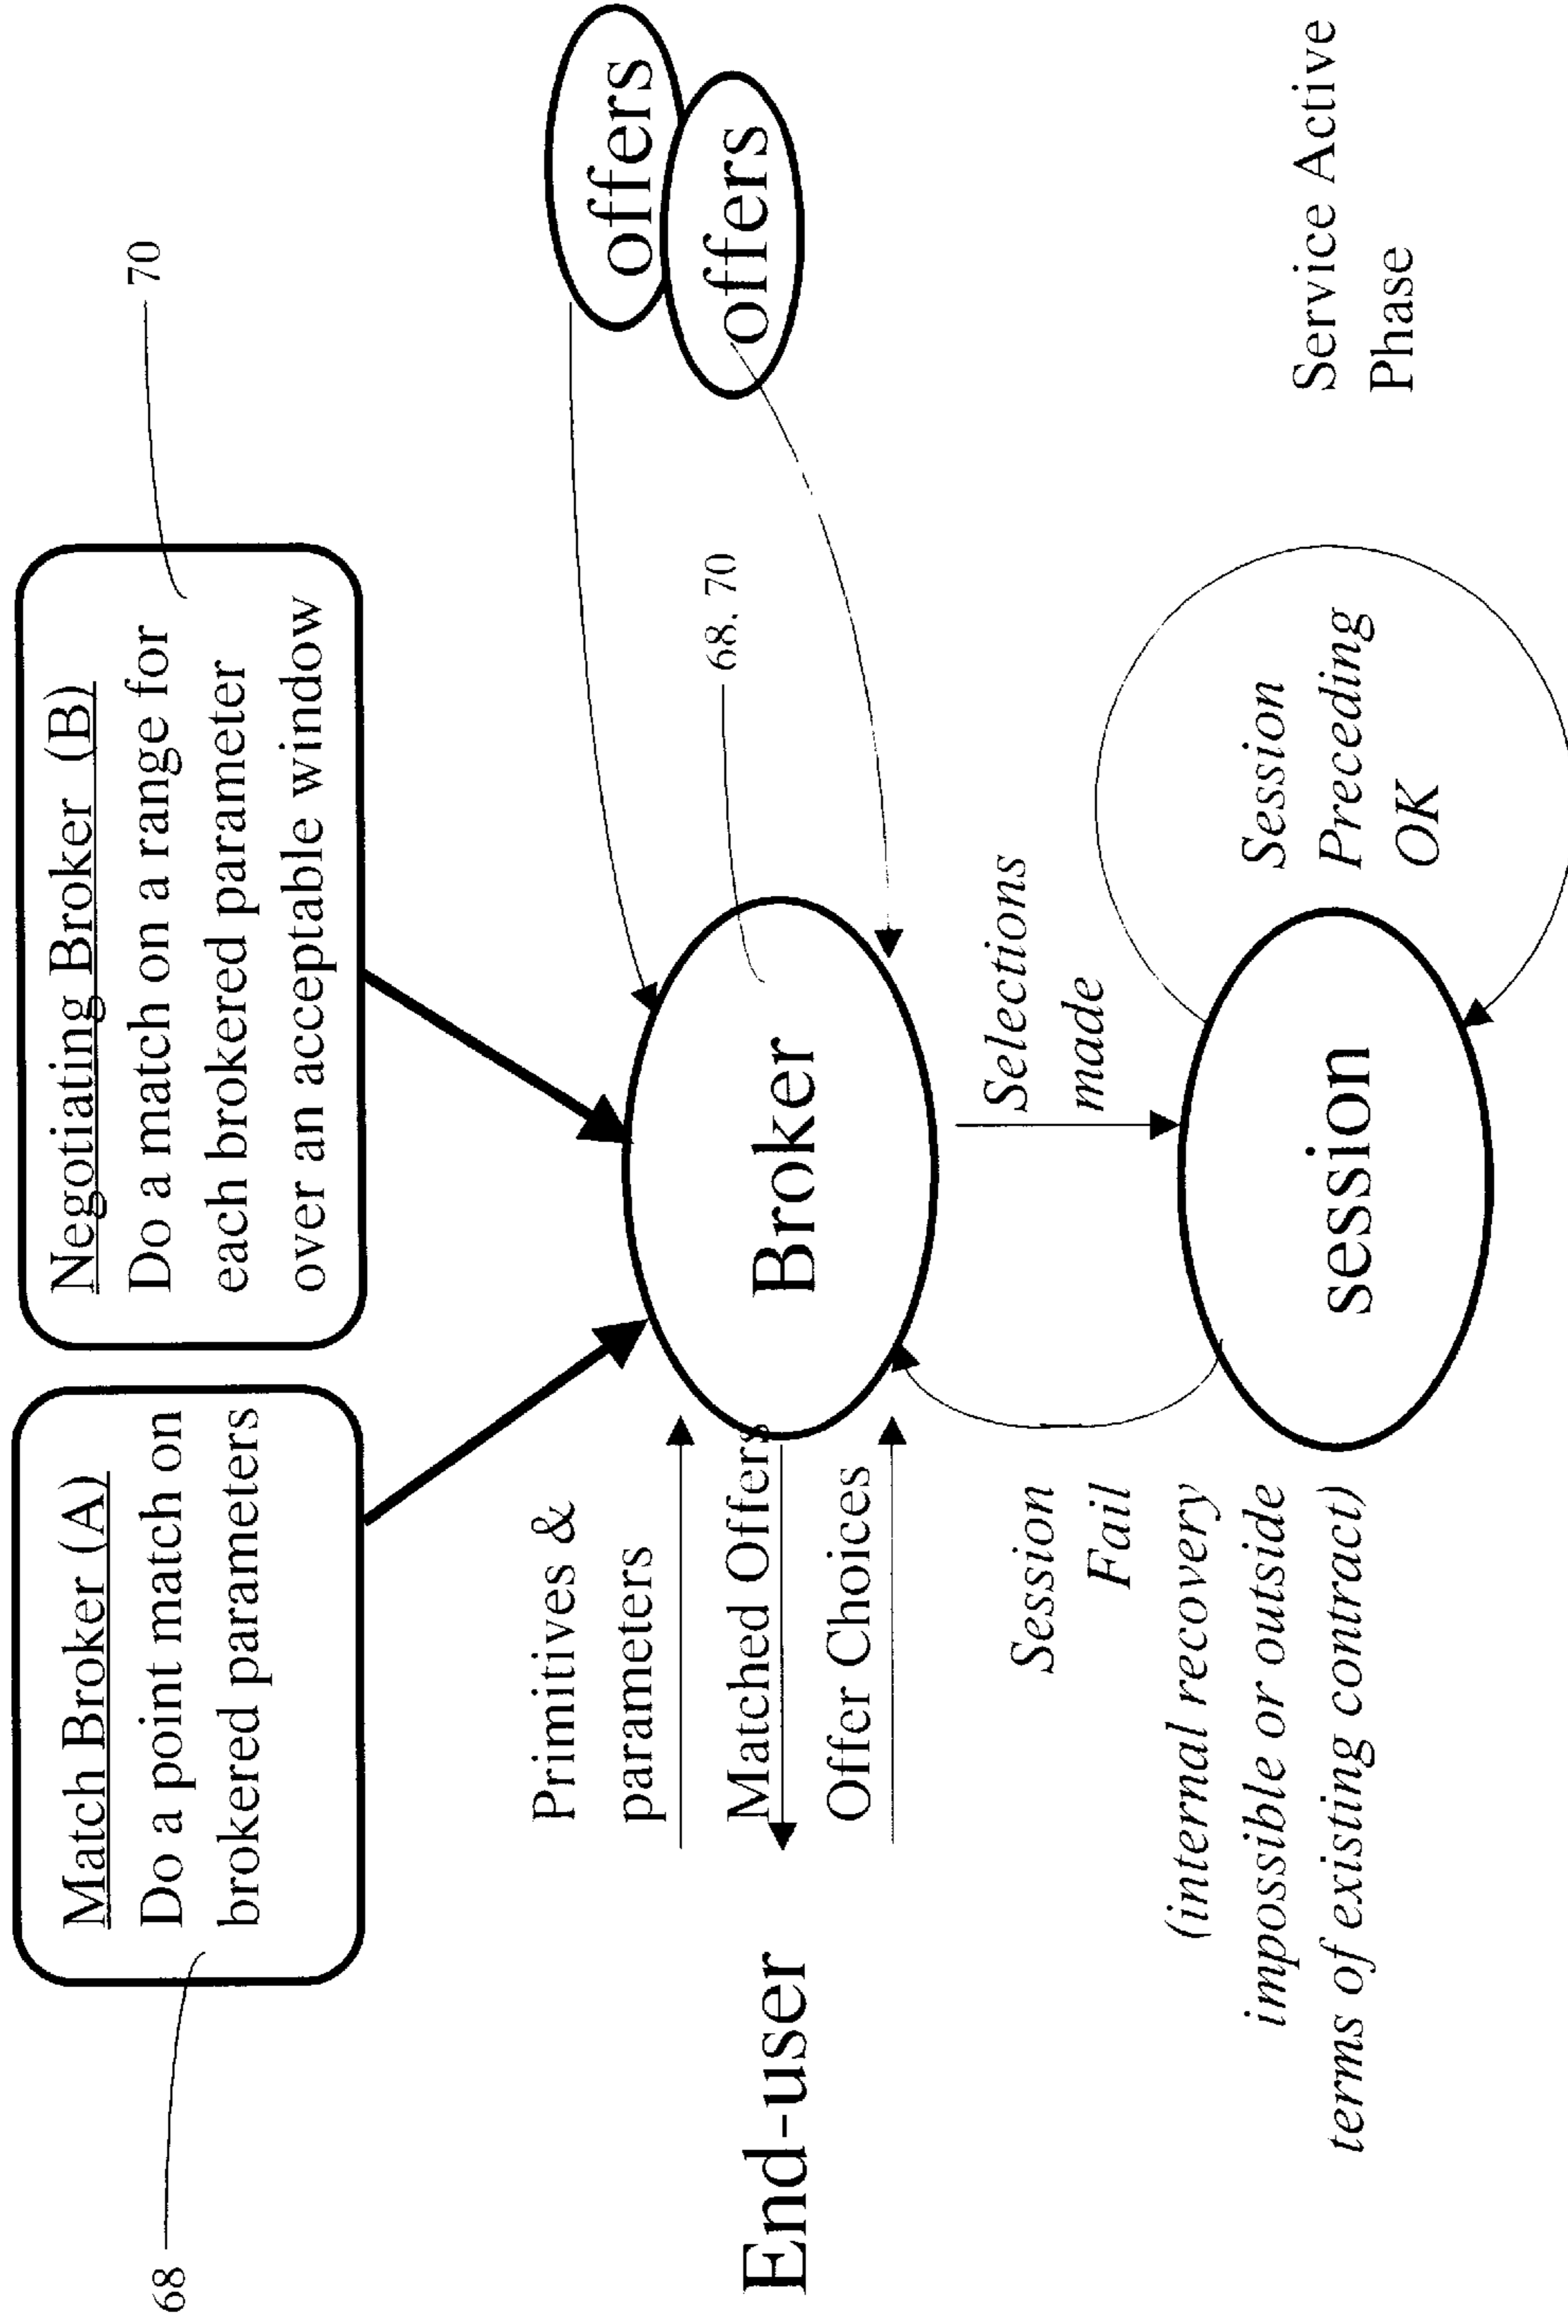 68
Match Broker (A)
Do a point match on
brokered parameters
Negotiating Broker (B)
Do a match on a range for
each brokered parameter
over an acceptable window
70
End-user
Primitives &
parameters
Matched Offers
Offer Choices
Broker
68, 70
offers
offers
Selections
made
Session
Fail
(internal recovery
impossible or outside
terms of existing contract)
session
Session
Preceding
OK
Service Active
Phase